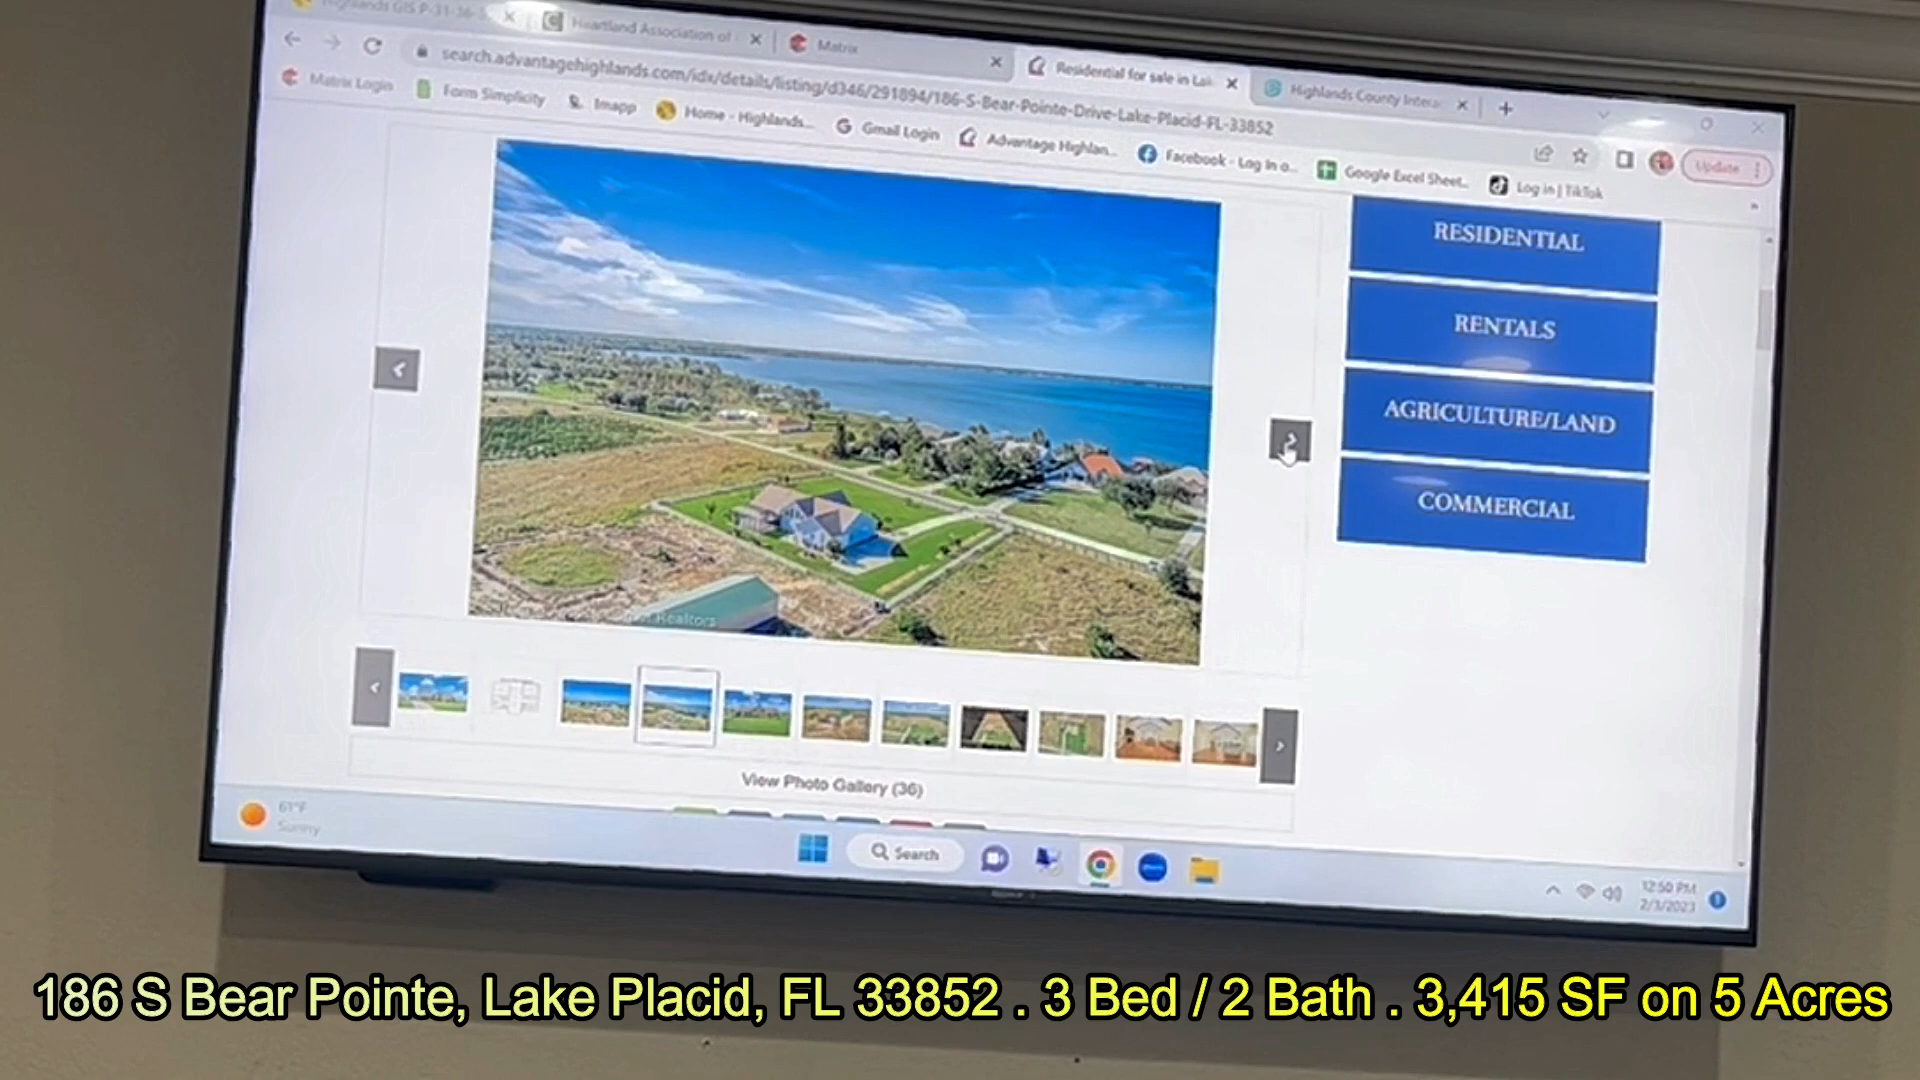 Highlands GIS P-31-36-3
Heartland Association of
Matrix
Residential for sale in Lak
Highlands County Interac
search.advantagehighlands.com/idx/details/listing/d346/291894/186-S-Bear-Pointe-Drive-Lake-Placid-FL-33852
Update
Matrix Login
Form Simplicity
Imapp
Home - Highlands...
Gmail Login
Advantage Highlan...
Facebook - Log In o...
Google Excel Sheet...
Log in | TikTok
RESIDENTIAL
RENTALS
AGRICULTURE/LAND
COMMERCIAL
Realtors
View Photo Gallery (36)
61°F
Sunny
Search
12:50 PM
2/3/2023
186 S Bear Pointe, Lake Placid, FL 33852 . 3 Bed / 2 Bath . 3,415 SF on 5 Acres